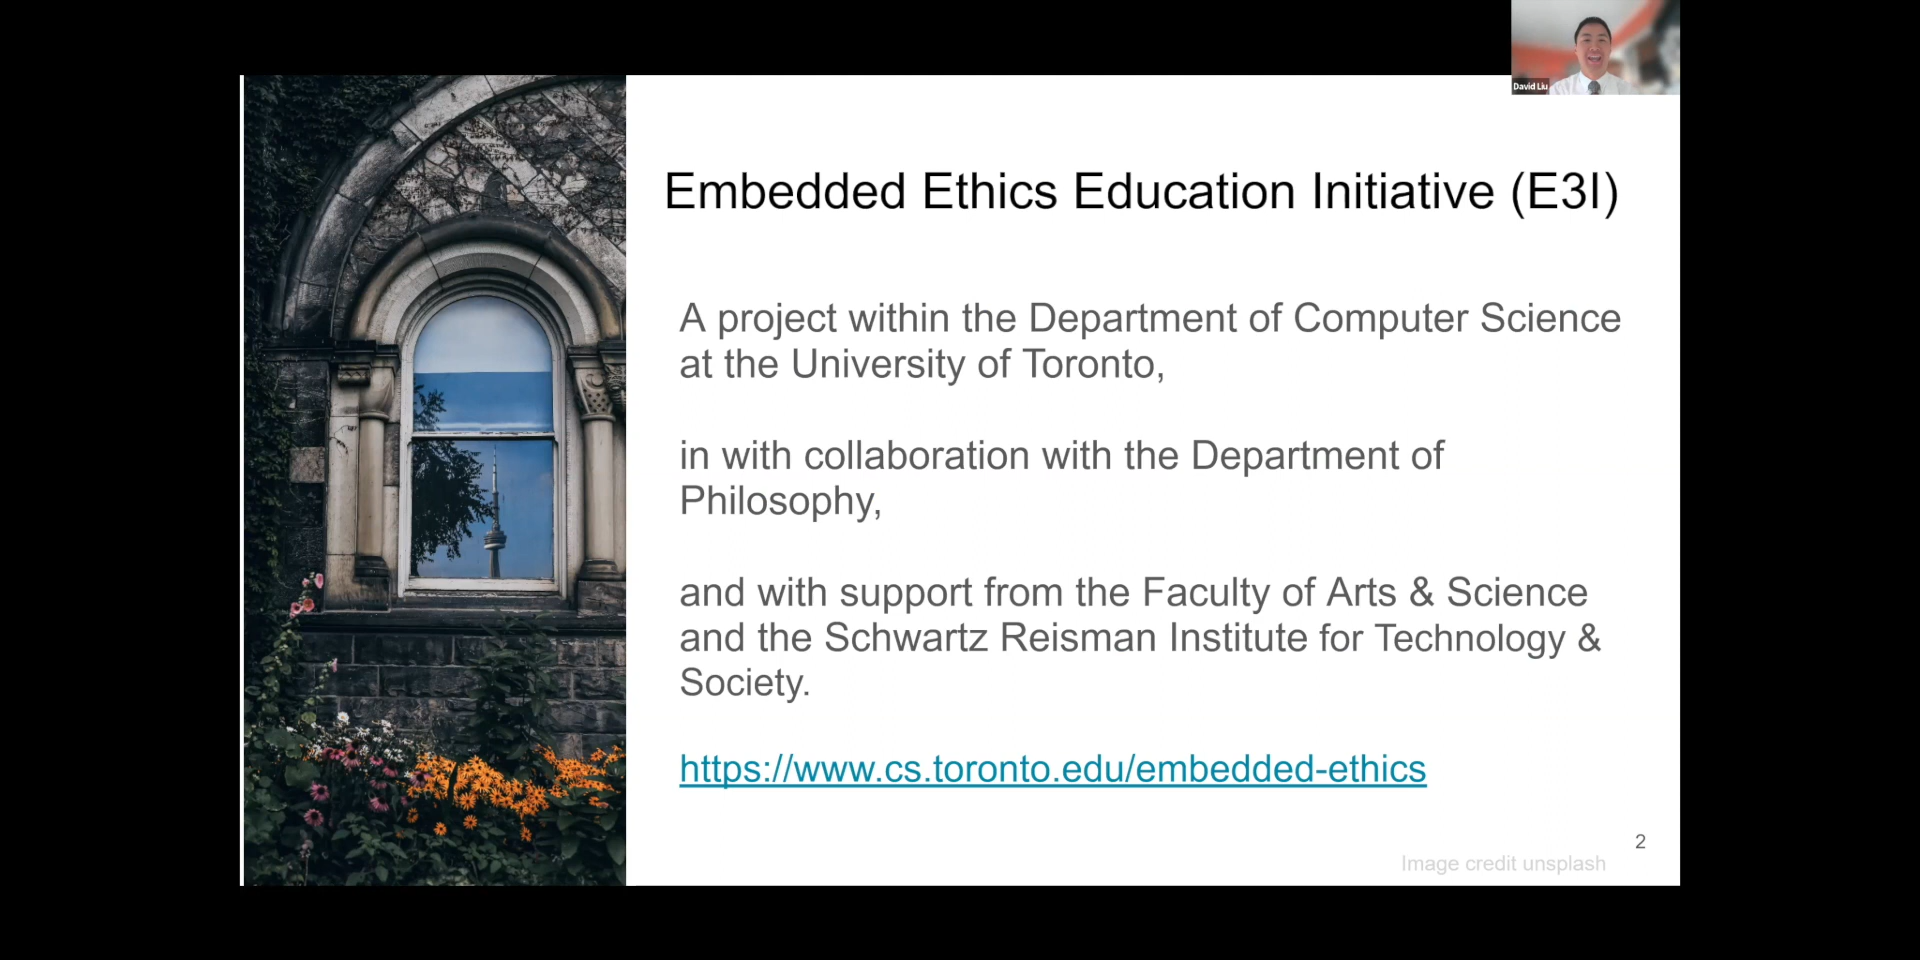 David Liu
Embedded Ethics Education Initiative (E3I)
A project within the Department of Computer Science
at the University of Toronto,
in with collaboration with the Department of
Philosophy,
and with support from the Faculty of Arts & Science
and the Schwartz Reisman Institute for Technology &
Society.
https://www.cs.toronto.edu/embedded-ethics
2
Image credit unsplash